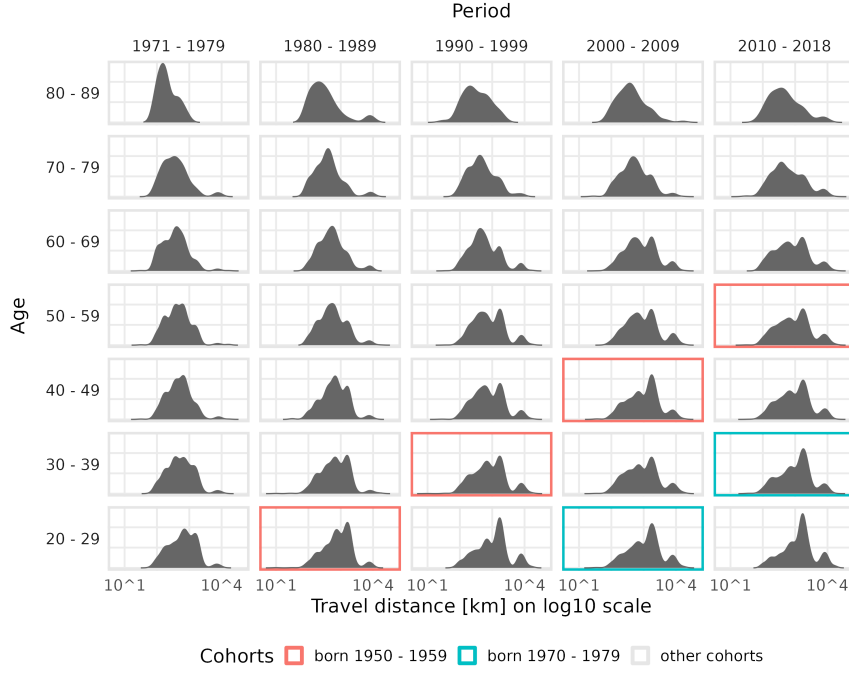 Period
1971 - 1979 1980 - 1989 1990 - 1999 2000 - 2009 2010 - 2018
80 - 89
70 - 79
60 - 69
50 - 59
40 - 49
30 - 39
20 - 29
Age
10^1 10^4 10^1 10^4 10^1 10^4 10^1 10^4 10^1 10^4
Travel distance [km] on log10 scale
Cohorts born 1950 - 1959 born 1970 - 1979 other cohorts